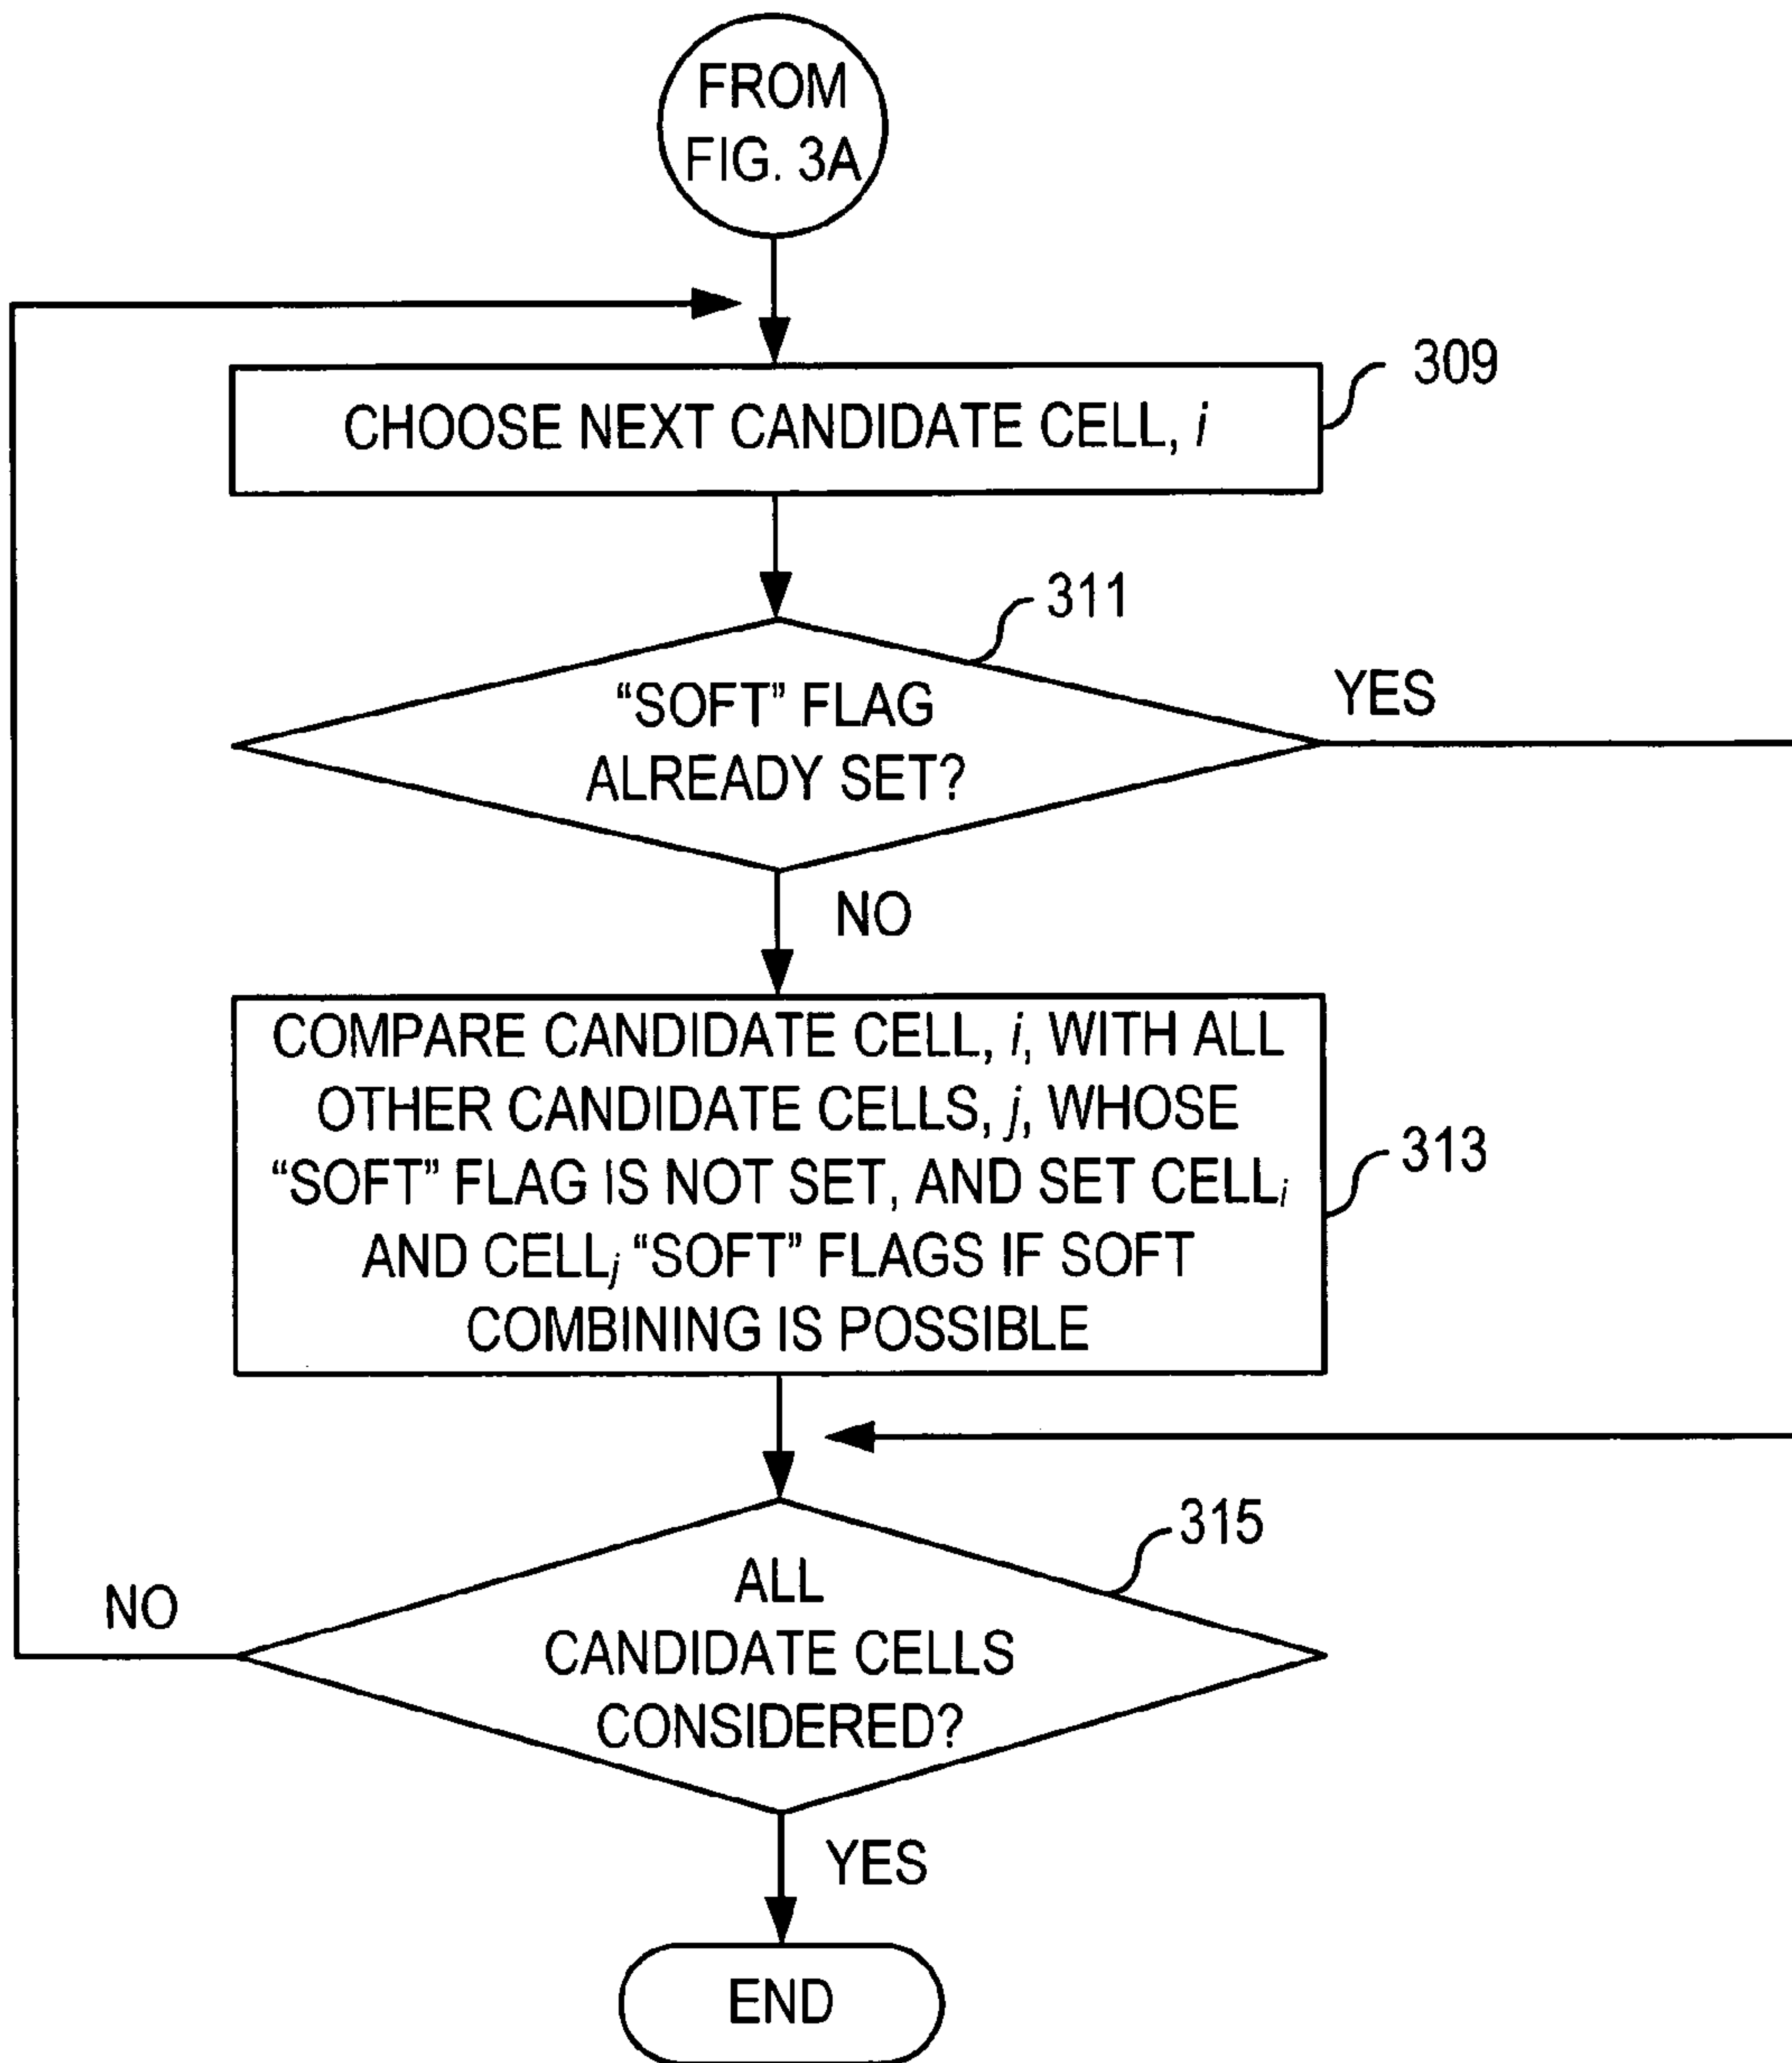 FROM
FIG. 3A
309
CHOOSE NEXT CANDIDATE CELL, i
311
“SOFT” FLAG
ALREADY SET?
YES
NO
COMPARE CANDIDATE CELL, i, WITH ALL
OTHER CANDIDATE CELLS, j, WHOSE
“SOFT” FLAG IS NOT SET, AND SET CELLi
AND CELLj “SOFT” FLAGS IF SOFT
COMBINING IS POSSIBLE
313
315
ALL
CANDIDATE CELLS
CONSIDERED?
NO
YES
END